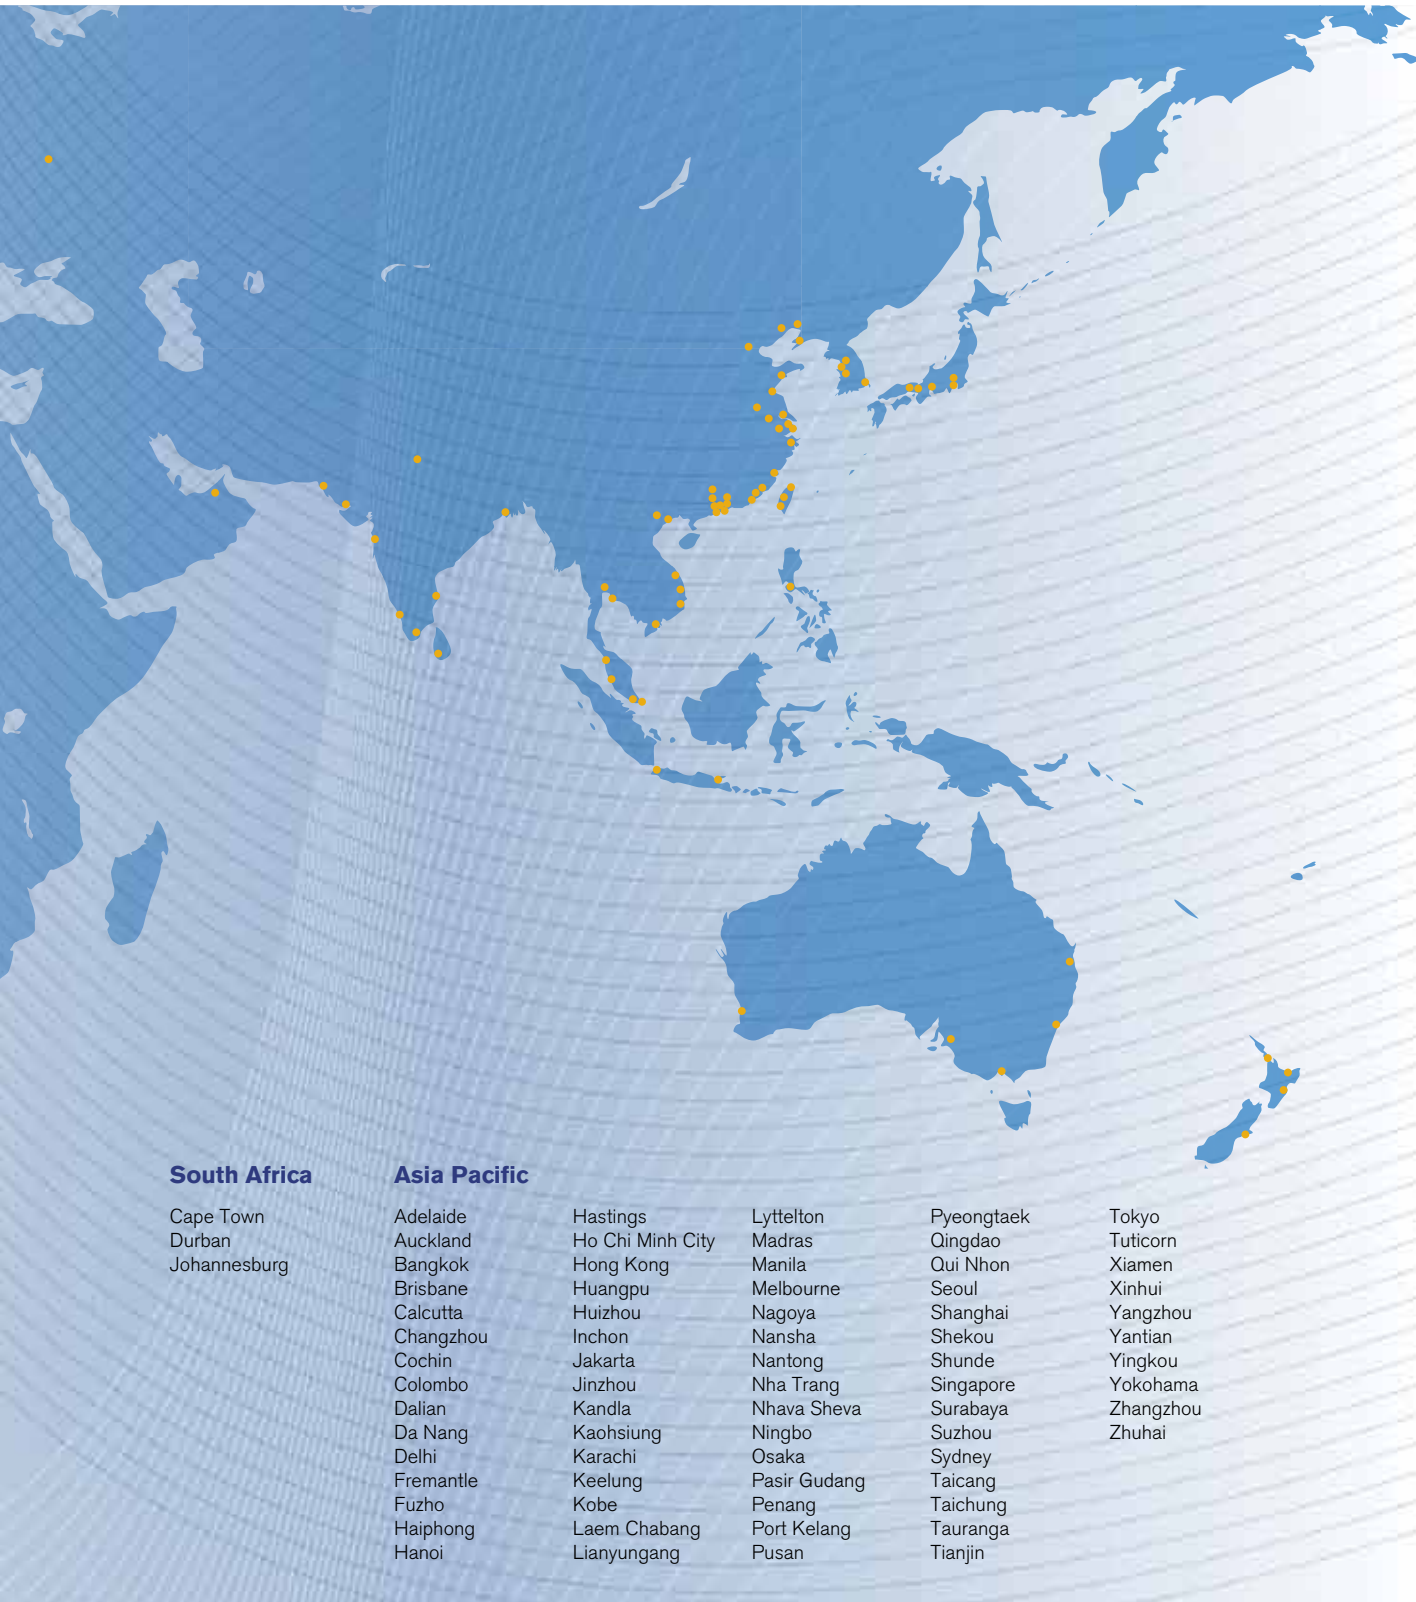 South Africa
Cape Town
Durban
Johannesburg
Asia Pacific
Adelaide
Auckland
Bangkok
Brisbane
Calcutta
Changzhou
Cochin
Colombo
Dalian
Da Nang
Delhi
Fremantle
Fuzho
Haiphong
Hanoi
Hastings
Ho Chi Minh City
Hong Kong
Huangpu
Huizhou
Inchon
Jakarta
Jinzhou
Kandla
Kaohsiung
Karachi
Keelung
Kobe
Laem Chabang
Lianyungang
Lyttelton
Madras
Manila
Melbourne
Nagoya
Nansha
Nantong
Nha Trang
Nhava Sheva
Ningbo
Osaka
Pasir Gudang
Penang
Port Kelang
Pusan
Pyeongtaek
Qingdao
Qui Nhon
Seoul
Shanghai
Shekou
Shunde
Singapore
Surabaya
Suzhou
Sydney
Taicang
Taichung
Tauranga
Tianjin
Tokyo
Tuticorn
Xiamen
Xinhui
Yangzhou
Yantian
Yingkou
Yokohama
Zhangzhou
Zhuhai